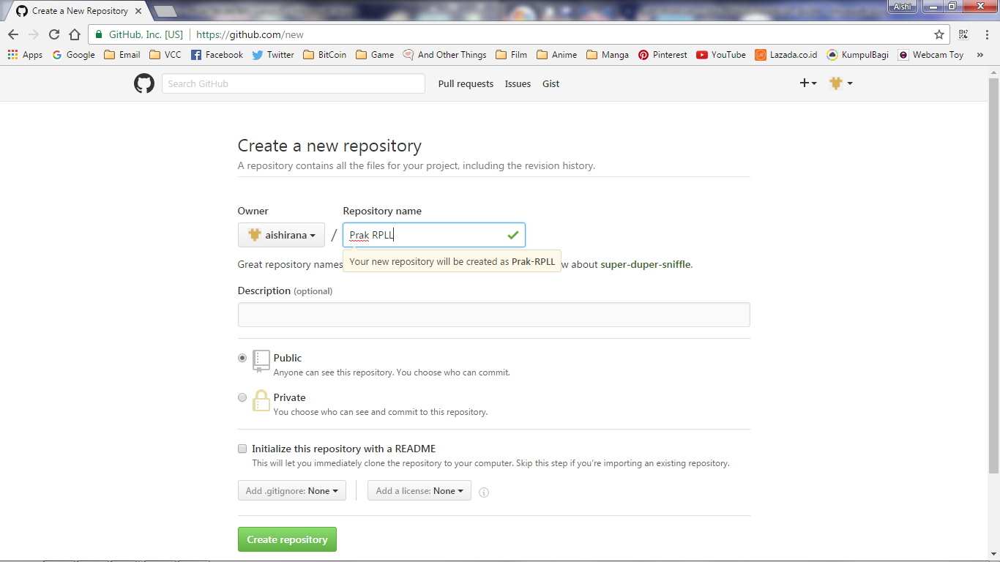 Create a New Repository
Aishi
GitHub, Inc. [US] https://github.com/new
Apps Google Email VCC Facebook Twitter BitCoin Game And Other Things Film Anime Manga Pinterest YouTube Lazada.co.id KumpulBagi Webcam Toy »
Search GitHub Pull requests Issues Gist
Create a new repository
A repository contains all the files for your project, including the revision history.
Owner Repository name
aishirana / Prak RPLL
Your new repository will be created as Prak-RPLL
Great repository names w about super-duper-sniffle.
Description (optional)
Public
Anyone can see this repository. You choose who can commit.
Private
You choose who can see and commit to this repository.
Initialize this repository with a README
This will let you immediately clone the repository to your computer. Skip this step if you're importing an existing repository.
Add .gitignore: None Add a license: None
Create repository